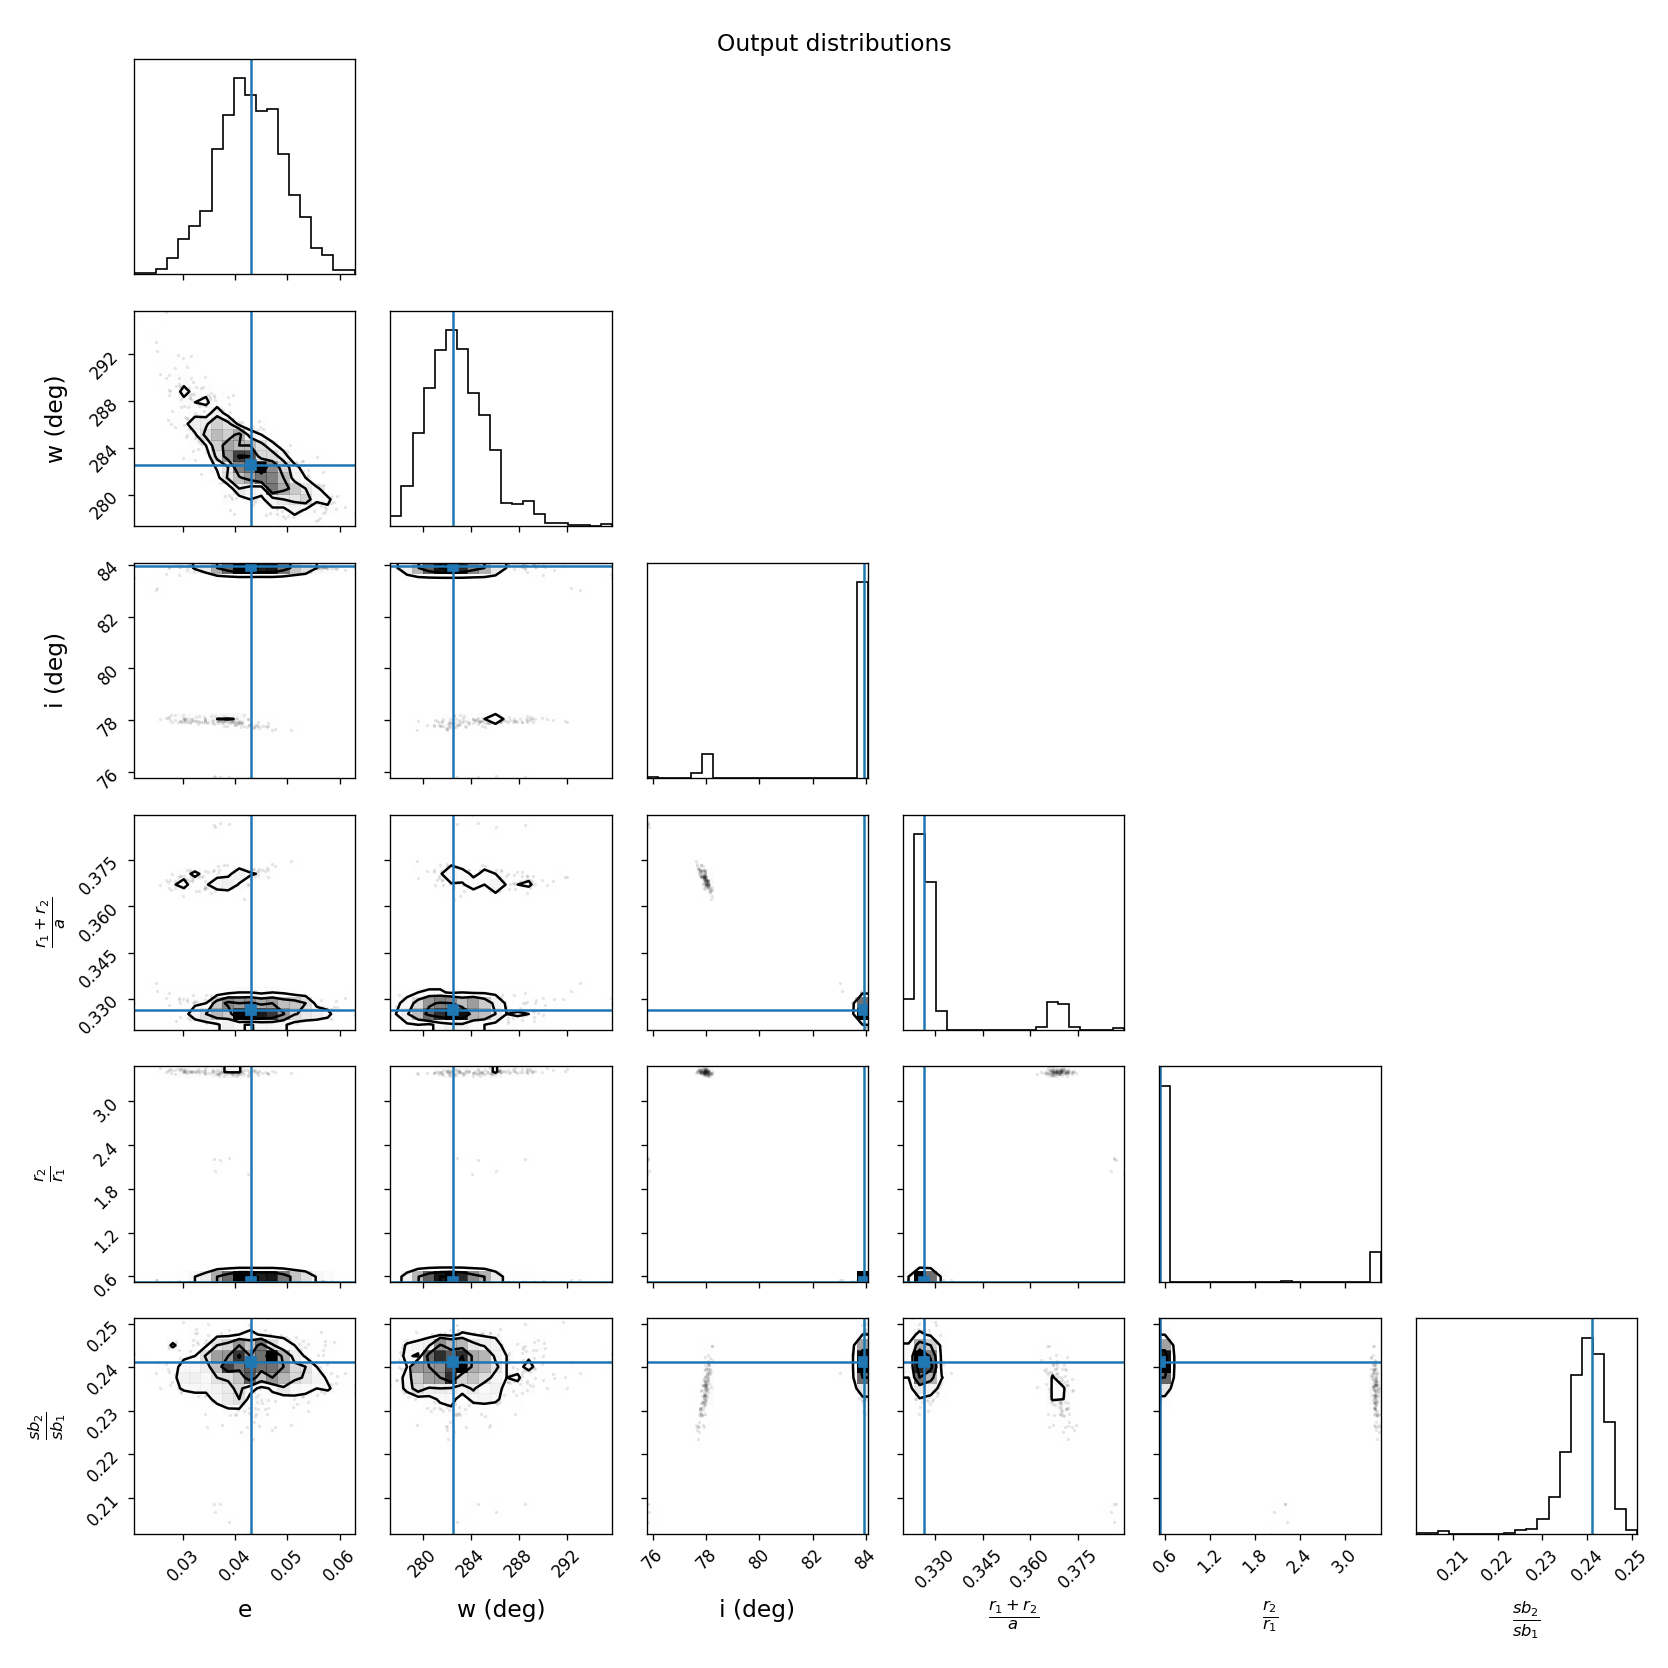 Output distributions
w (deg)
292
288
284
280
i (deg)
84
82
80
78
76
r₁ + r₂
a
0.375
0.360
0.345
0.330
r₂
r₁
3.0
2.4
1.8
1.2
0.6
sb₂
sb₁
0.25
0.24
0.23
0.22
0.21
0.03 0.04 0.05 0.06 280 284 288 292 76 78 80 82 84 0.330 0.345 0.360 0.375 0.6 1.2 1.8 2.4 3.0 0.21 0.22 0.23 0.24 0.25
e w (deg) i (deg)
r₁ + r₂
a
r₂
r₁
sb₂
sb₁